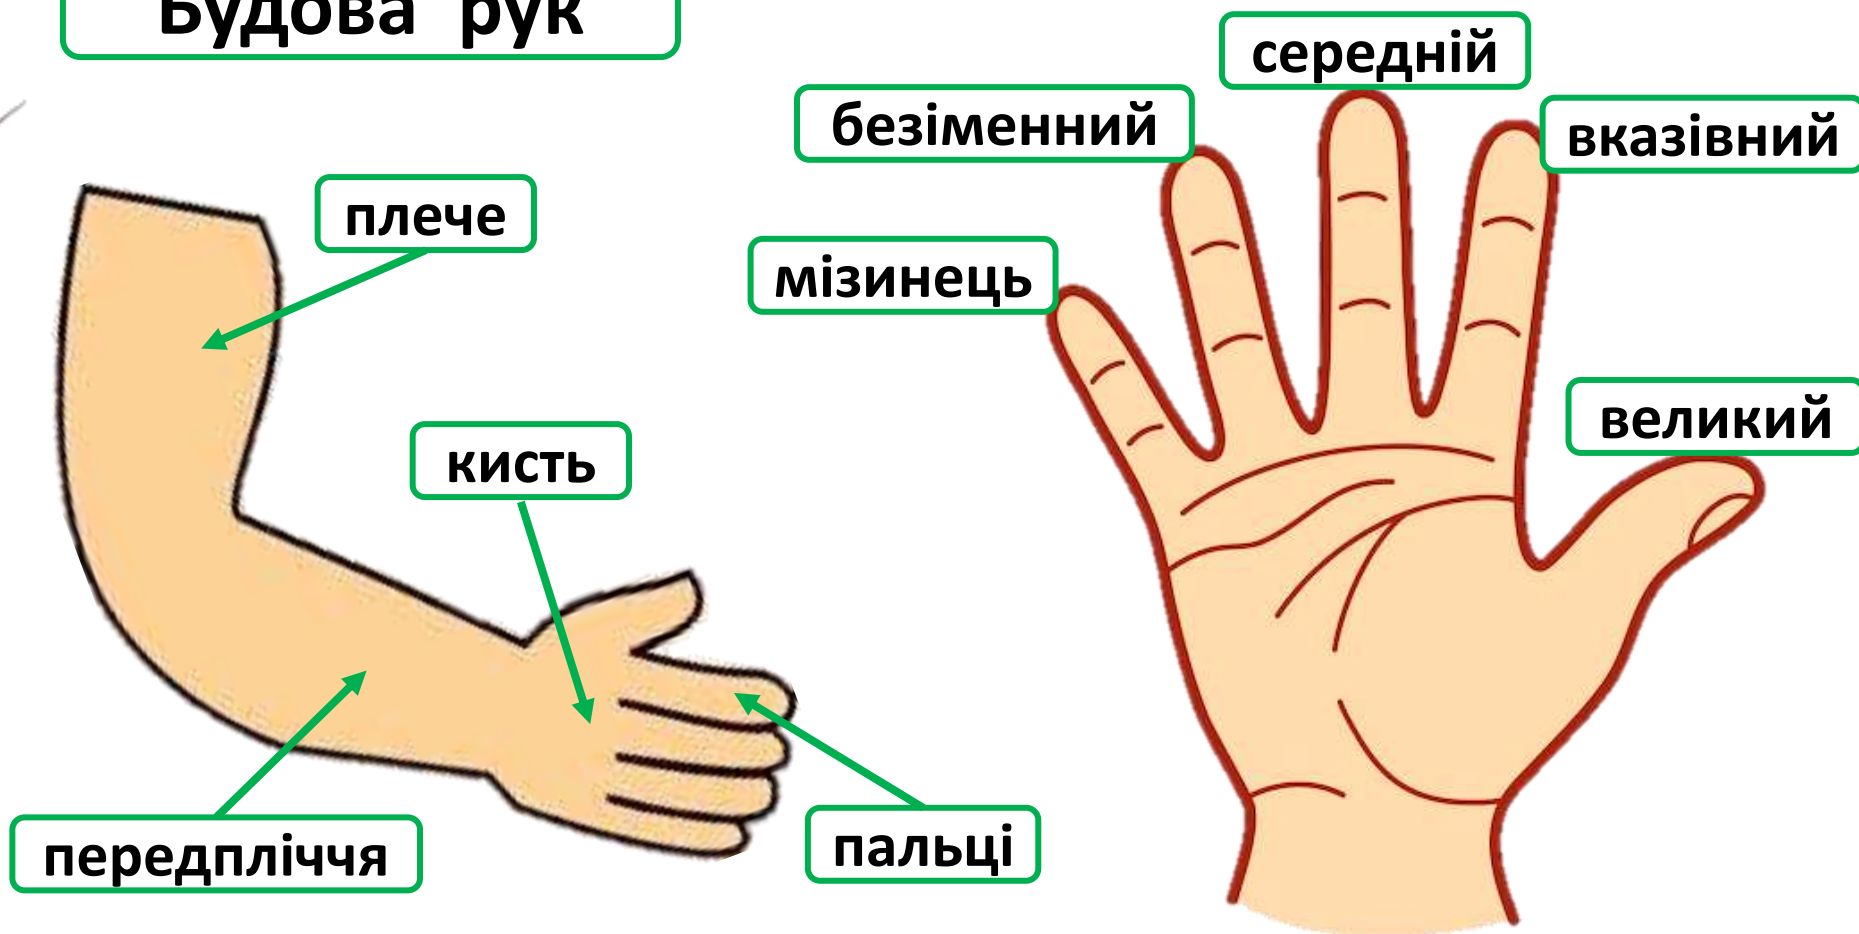 Будова рук
середній
безіменний
вказівний
плече
мізинець
великий
кисть
передпліччя
пальці